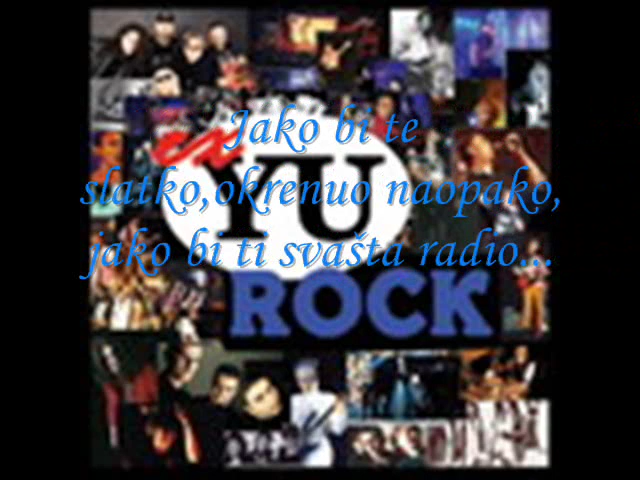 Jako bi te
slatko,okrenuo naopako,
jako bi ti svašta radio...
ex
YU
ROCK